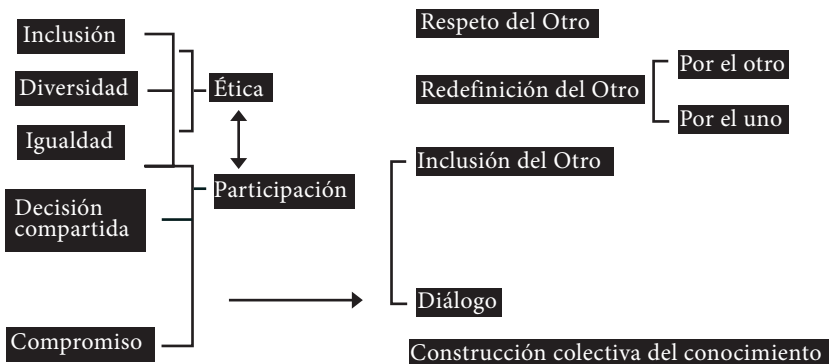 Inclusión
Diversidad
Igualdad
Decisión
compartida
Compromiso
Ética
Participación
Respeto del Otro
Redefinición del Otro
Por el otro
Por el uno
Inclusión del Otro
Diálogo
Construcción colectiva del conocimiento